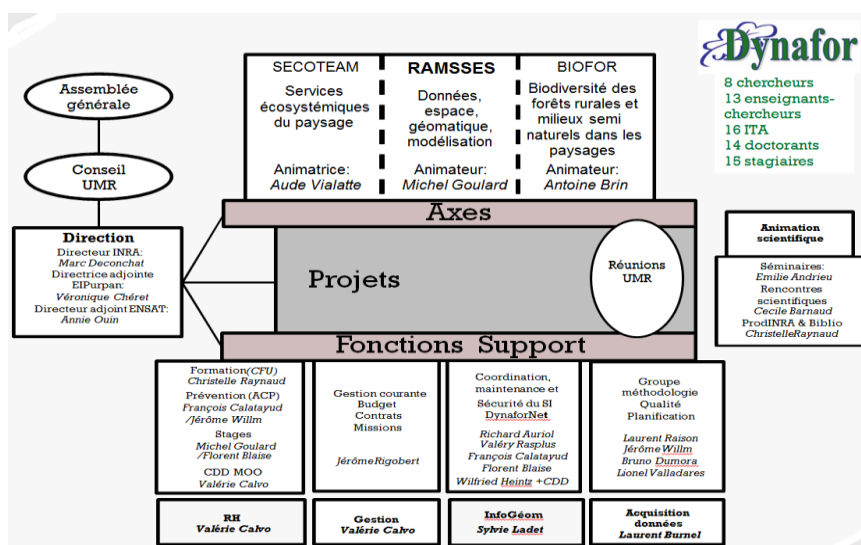 Dynafor
8 chercheurs
13 enseignants-
chercheurs
16 ITA
14 doctorants
15 stagiaires
Assemblée
générale
Conseil
UMR
Direction
Directeur INRA:
Marc Deconchat
Directrice adjointe
EIPurpan:
Véronique Chéret
Directeur adjoint ENSAT:
Annie Ouin
SECOTEAM
Services
écosystémiques
du paysage
Animatrice:
Aude Vialatte
RAMSSES
Données,
espace,
géomatique,
modélisation
Animateur:
Michel Goulard
BIOFOR
Biodiversité des
forêts rurales et
milieux semi
naturels dans les
paysages
Animateur:
Antoine Brin
Axes
Projets
Réunions
UMR
Fonctions Support
Animation
scientifique
Séminaires:
Emilie Andrieu
Rencontres
scientifiques
Cecile Barnaud
ProdINRA & Biblio
ChristelleRaynaud
Formation(CFU)
Christelle Raynaud
Prévention (ACP)
François Calatayud
/Jérôme Willm
Stages
Michel Goulard
/Florent Blaise
CDD MOO
Valérie Calvo
Gestion courante
Budget
Contrats
Missions
JérômeRigobert
Coordination,
maintenance et
Sécurité du SI
DynaforNet
Richard Auriol
Valéry Rasplus
François Calatayud
Florent Blaise
Wilfried Heintz +CDD
Groupe
méthodologie
Qualité
Planification
Laurent Raison
Jérôme Willm
Bruno Dumora
Lionel Valladares
RH
Valérie Calvo
Gestion
Valérie Calvo
InfoGéom
Sylvie Ladet
Acquisition
données
Laurent Burnel